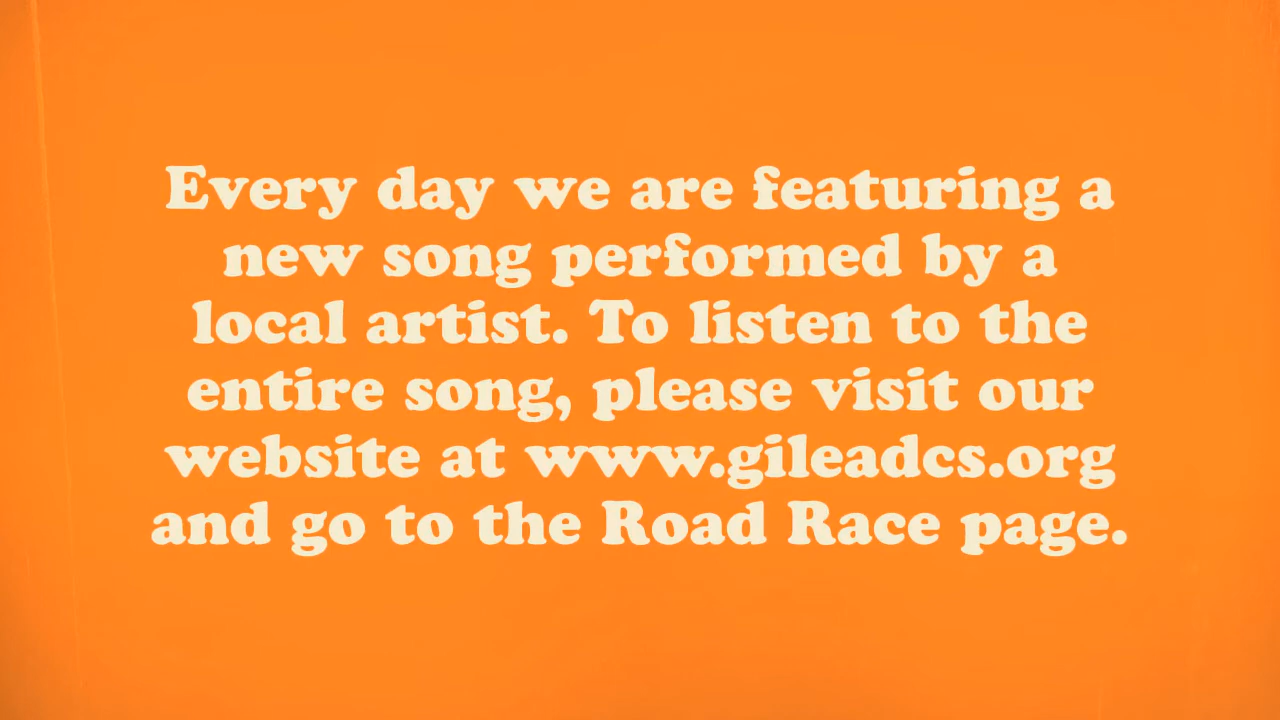 Every day we are featuring a
new song performed by a
local artist. To listen to the
entire song, please visit our
website at www.gileadcs.org
and go to the Road Race page.